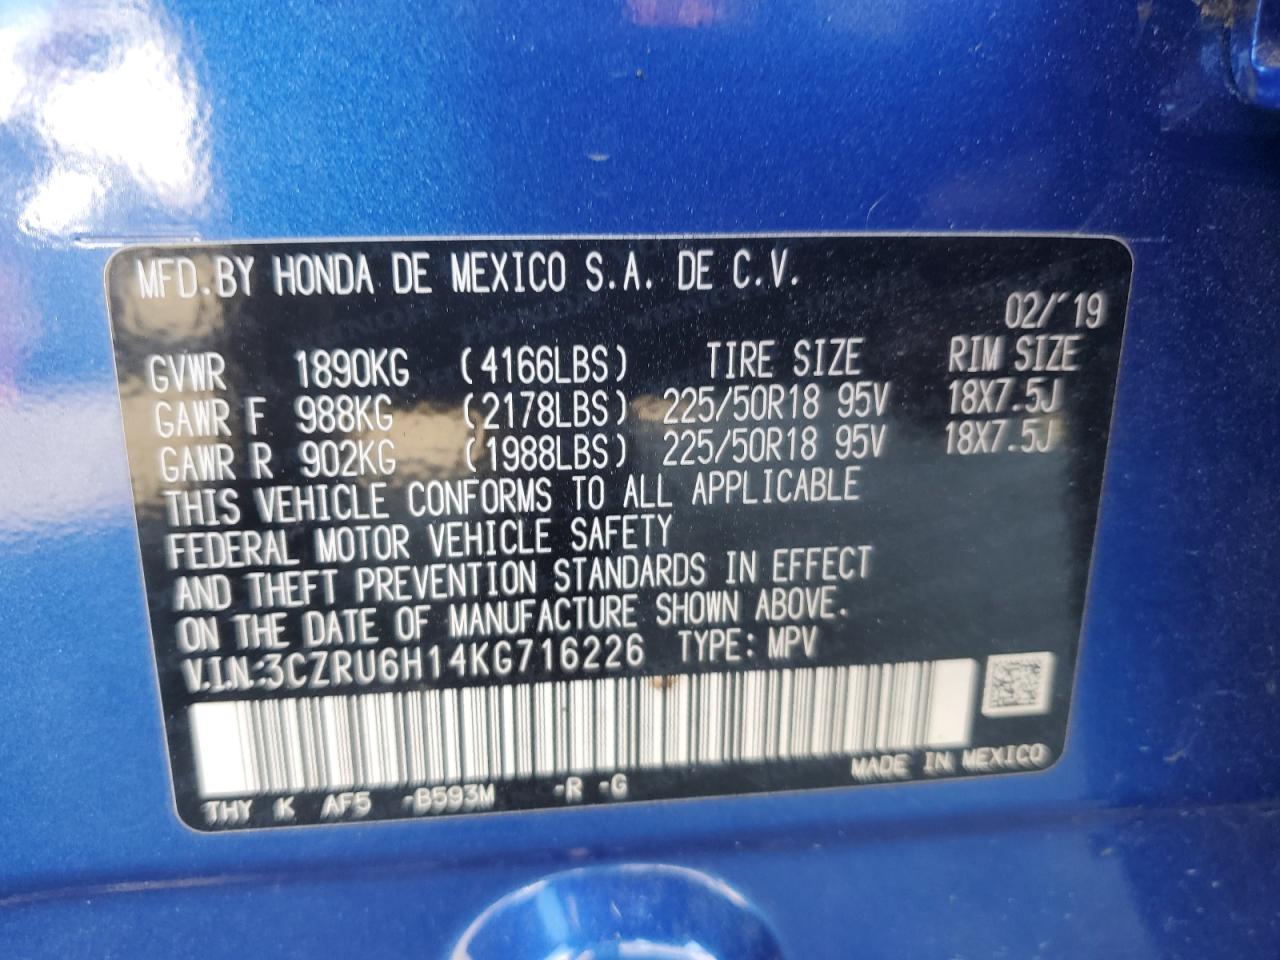 MFD.BY HONDA DE MEXICO S.A. DE C.V.
02/'19
GVWR 1890KG (4166LBS) TIRE SIZE RIM SIZE
GAWR F 988KG (2178LBS) 225/50R18 95V 18X7.5J
GAWR R 902KG (1988LBS) 225/50R18 95V 18X7.5J
THIS VEHICLE CONFORMS TO ALL APPLICABLE
FEDERAL MOTOR VEHICLE SAFETY
AND THEFT PREVENTION STANDARDS IN EFFECT
ON THE DATE OF MANUFACTURE SHOWN ABOVE.
V.I.N.:3CZRU6H14KG716226 TYPE: MPV
MADE IN MEXICO
THY K AF5 -B593M -R -G